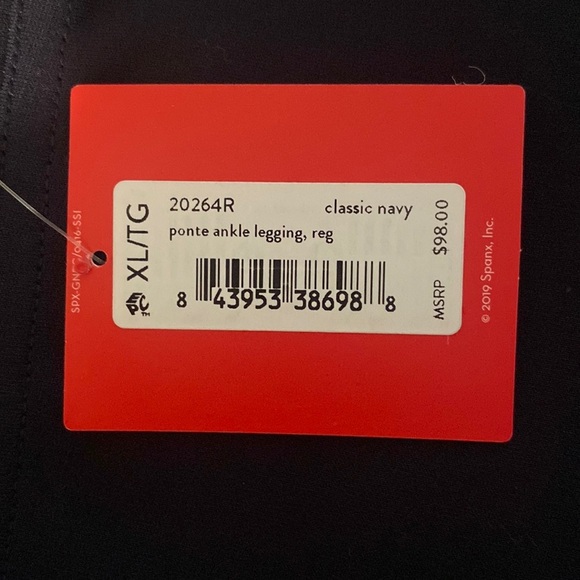 20264R
classic navy
ponte ankle legging, reg
8 43953 38698 8
XL/TG
MSRP $98.00
© 2019 Spanx, Inc.